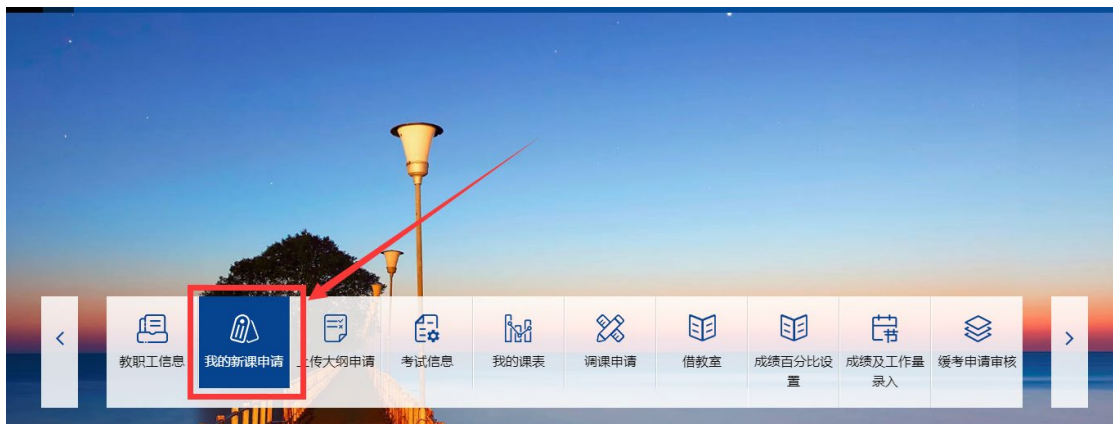 教职工信息
我的新课申请
上传大纲申请
考试信息
我的课表
调课申请
借教室
成绩百分比设
置
成绩及工作量
录入
缓考申请审核